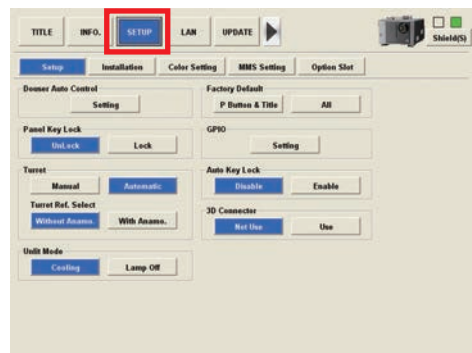 TITLE INFO. SETUP LAN UPDATE Shield(S)
Setup Installation Color Setting MMS Setting Option Slot
Douser Auto Control
Setting
Factory Default
P Button & Title All
Panel Key Lock
UnLock Lock
GPIO
Setting
Turret
Manual Automatic
Turret Ref. Select
Without Anamo. With Anamo.
Auto Key Lock
Disable Enable
3D Connector
Not Use Use
Unlit Mode
Cooling Lamp Off